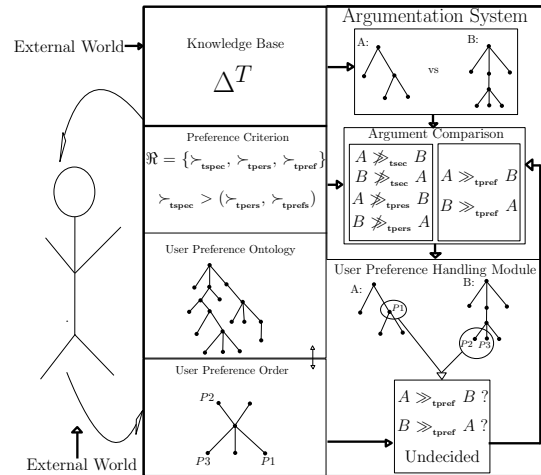 Argumentation System
External World
Knowledge Base
Δ^T
A:
vs
B:
Preference Criterion
ℜ = {≻tspec, ≻tpers, ≻tpref}
≻tspec > (≻tpers, ≻tprefs)
Argument Comparison
A ≫̸tsec B
B ≫̸tsec A
A ≫̸tpres B
B ≫̸tpers A
A ≫tpref B
B ≫tpref A
User Preference Ontology
User Preference Handling Module
A:
P1
B:
P2 P3
User Preference Order
P2
P3
P1
A ≫tpref B ?
B ≫tpref A ?
Undecided
External World